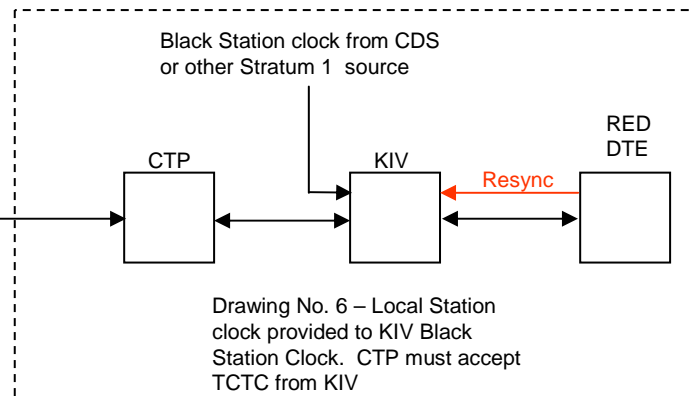 Black Station clock from CDS
or other Stratum 1 source
RED
DTE
CTP
KIV
Resync
Drawing No. 6 – Local Station
clock provided to KIV Black
Station Clock. CTP must accept
TCTC from KIV